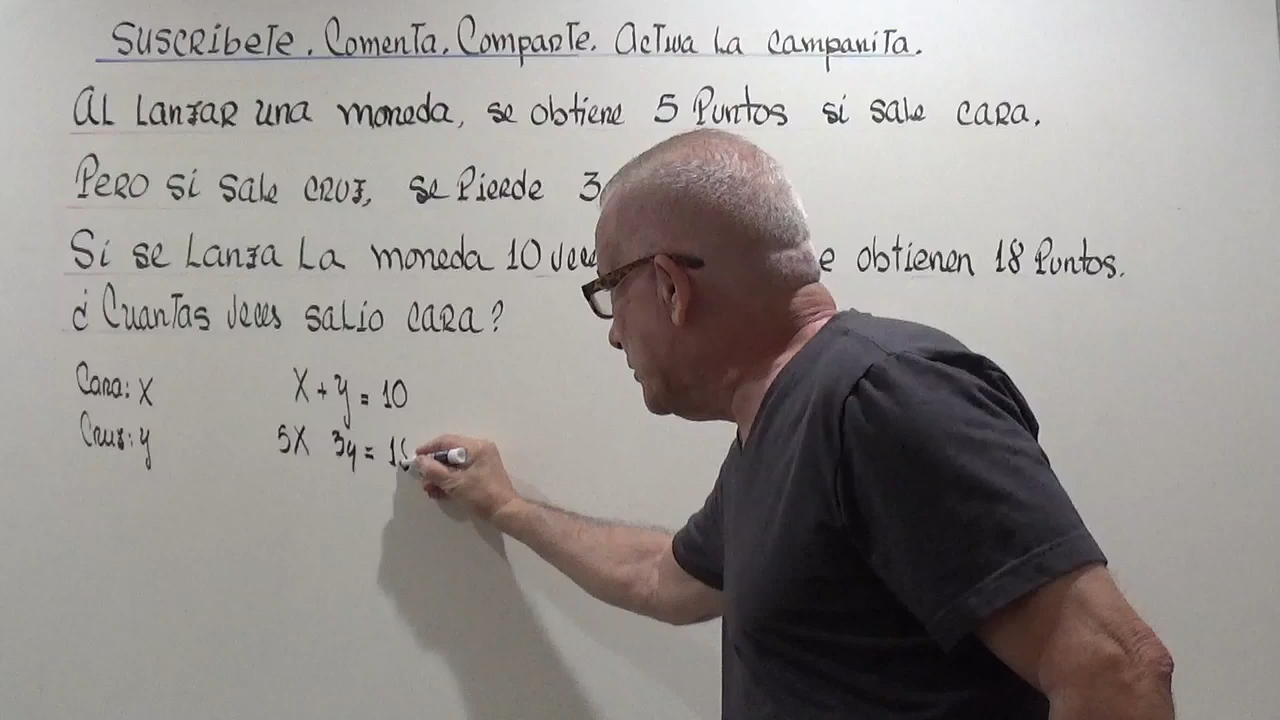 Suscribete. Comenta. Comparte. Activa La campanita.
Al Lanzar una moneda, se obtiene 5 Puntos si sale cara.
Pero si sale cruz, se Pierde 3
Si se Lanza La moneda 10 e obtienen 18 Puntos.
¿Cuantas veces salio cara?
Cara: X
X + y = 10
Cruz: y
5X 3y =